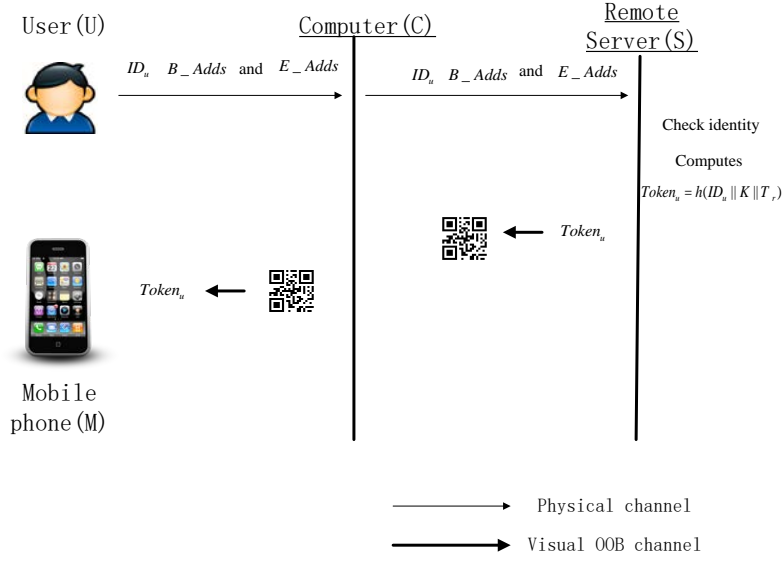 User(U)
Computer(C)
Remote
Server(S)
ID_u B_Adds and E_Adds
ID_u B_Adds and E_Adds
Check identity
Computes
Token_u = h(ID_u || K || T_r)
Token_u
Token_u
Mobile
phone(M)
Physical channel
Visual OOB channel